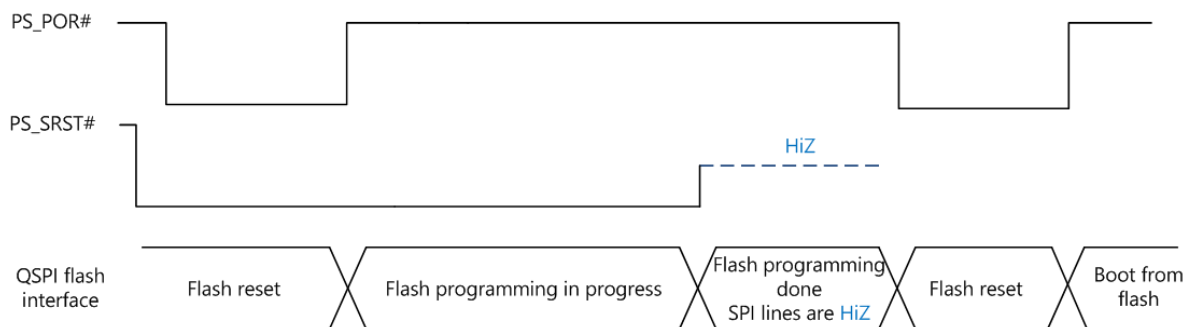 PS_POR#
PS_SRST#
HiZ
QSPI flash
interface
Flash reset
Flash programming in progress
Flash programming
done
SPI lines are HiZ
Flash reset
Boot from
flash